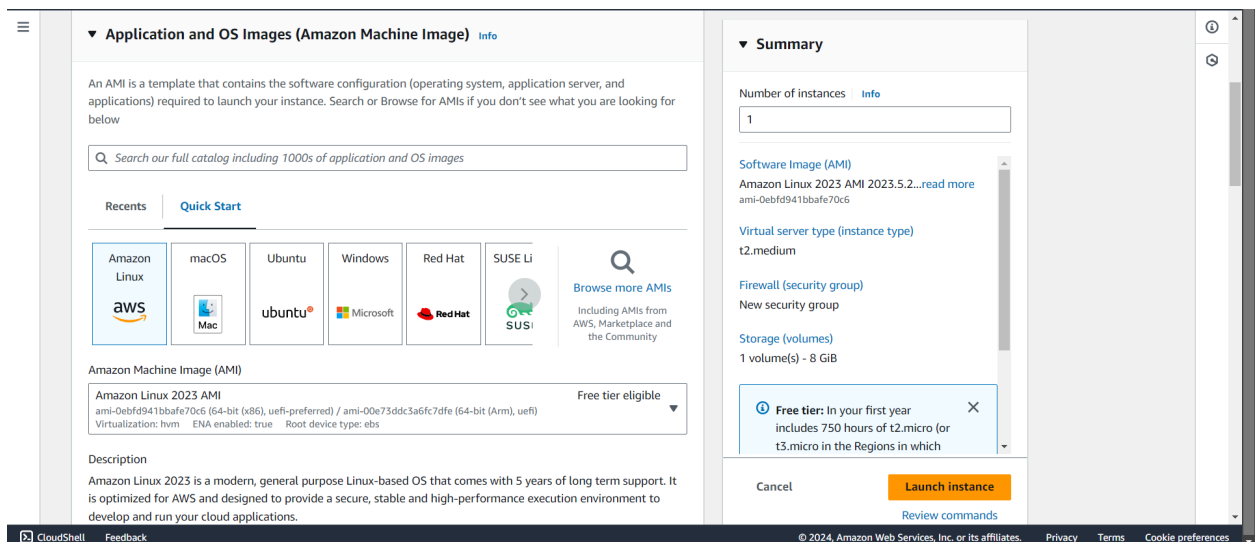 Application and OS Images (Amazon Machine Image) Info
An AMI is a template that contains the software configuration (operating system, application server, and
applications) required to launch your instance. Search or Browse for AMIs if you don't see what you are looking for
below
Search our full catalog including 1000s of application and OS images
Recents
Quick Start
Amazon
Linux
aws
macOS
Mac
Ubuntu
ubuntu®
Windows
Microsoft
Red Hat
Red Hat
SUSE Li
SUS
Browse more AMIs
Including AMIs from
AWS, Marketplace and
the Community
Amazon Machine Image (AMI)
Amazon Linux 2023 AMI
Free tier eligible
ami-0ebfd941bbafe70c6 (64-bit (x86), uefi-preferred) / ami-00e73ddc3a6fc7dfe (64-bit (Arm), uefi)
Virtualization: hvm ENA enabled: true Root device type: ebs
Description
Amazon Linux 2023 is a modern, general purpose Linux-based OS that comes with 5 years of long term support. It
is optimized for AWS and designed to provide a secure, stable and high-performance execution environment to
develop and run your cloud applications.
Summary
Number of instances Info
1
Software Image (AMI)
Amazon Linux 2023 AMI 2023.5.2...read more
ami-0ebfd941bbafe70c6
Virtual server type (instance type)
t2.medium
Firewall (security group)
New security group
Storage (volumes)
1 volume(s) - 8 GiB
Free tier: In your first year
includes 750 hours of t2.micro (or
t3.micro in the Regions in which
Cancel
Launch instance
Review commands
CloudShell Feedback
© 2024, Amazon Web Services, Inc. or its affiliates. Privacy Terms Cookie preferences